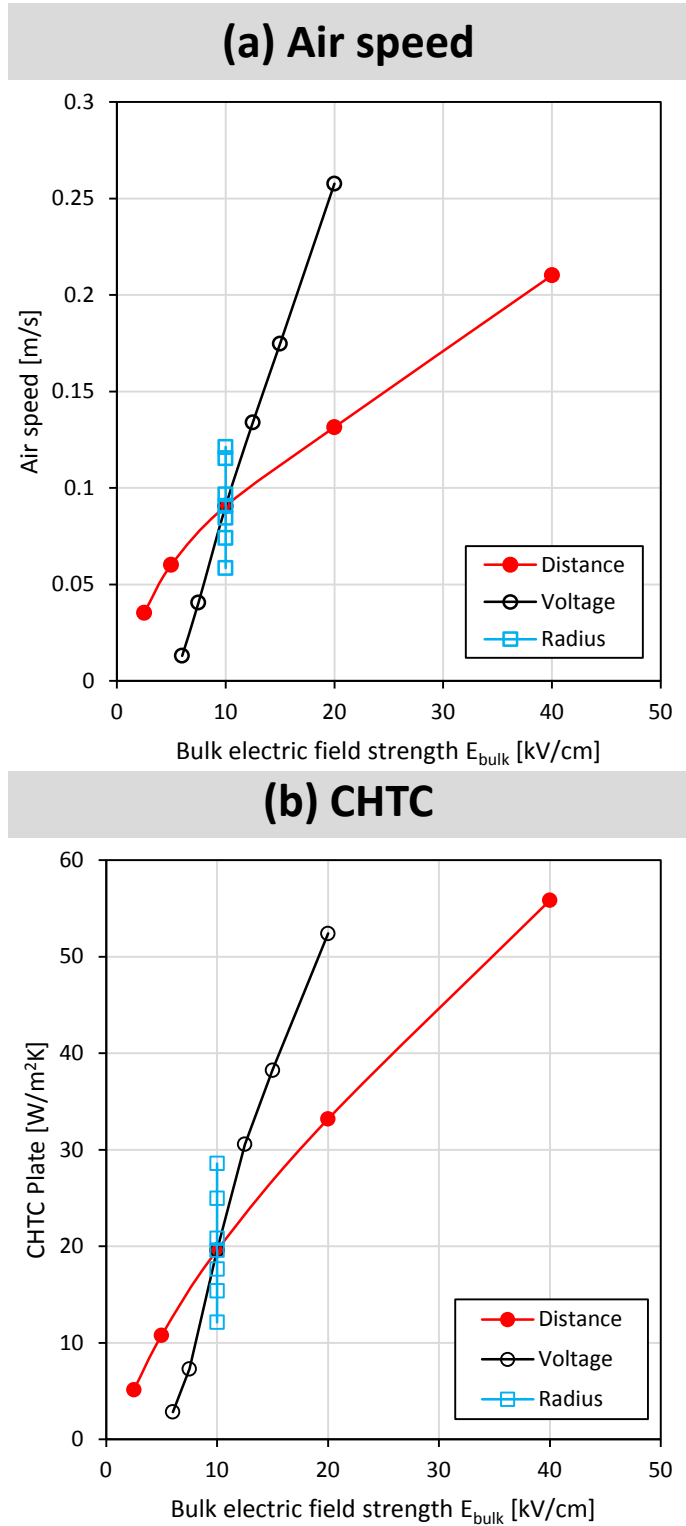 (a) Air speed
0.3
0.25
0.2
0.15
0.1
0.05
0
Air speed [m/s]
Distance
Voltage
Radius
0 10 20 30 40 50
Bulk electric field strength E_bulk [kV/cm]
(b) CHTC
60
50
40
30
20
10
0
CHTC Plate [W/m²K]
Distance
Voltage
Radius
0 10 20 30 40 50
Bulk electric field strength E_bulk [kV/cm]